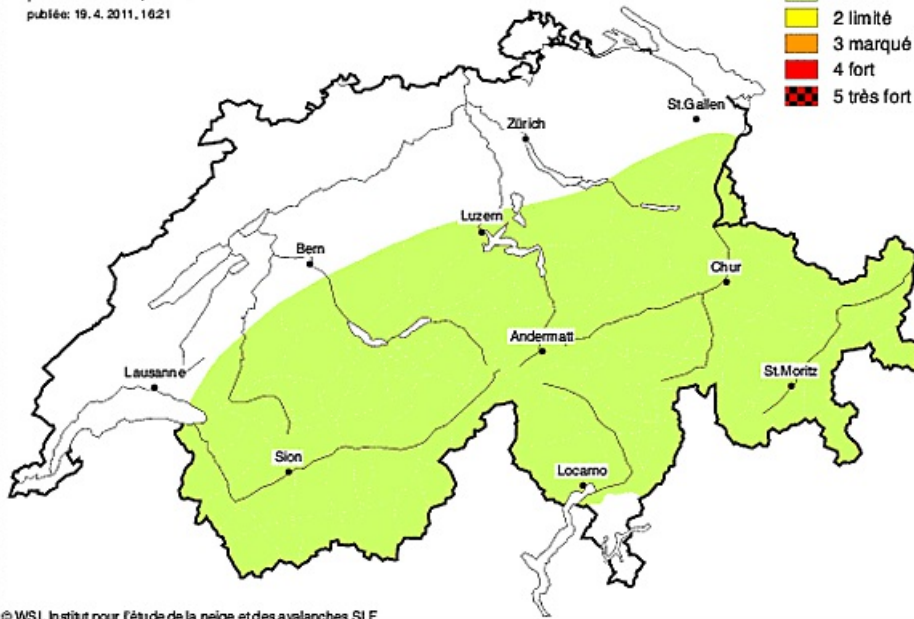 publiée: 19. 4. 2011, 16:21
2 limité
3 marqué
4 fort
5 très fort
St.Gallen
Zürich
Luzern
Bern
Chur
Andermatt
Lausanne
St.Moritz
Sion
Locarno
© WSL Institut pour l'étude de la neige et des avalanches SLF